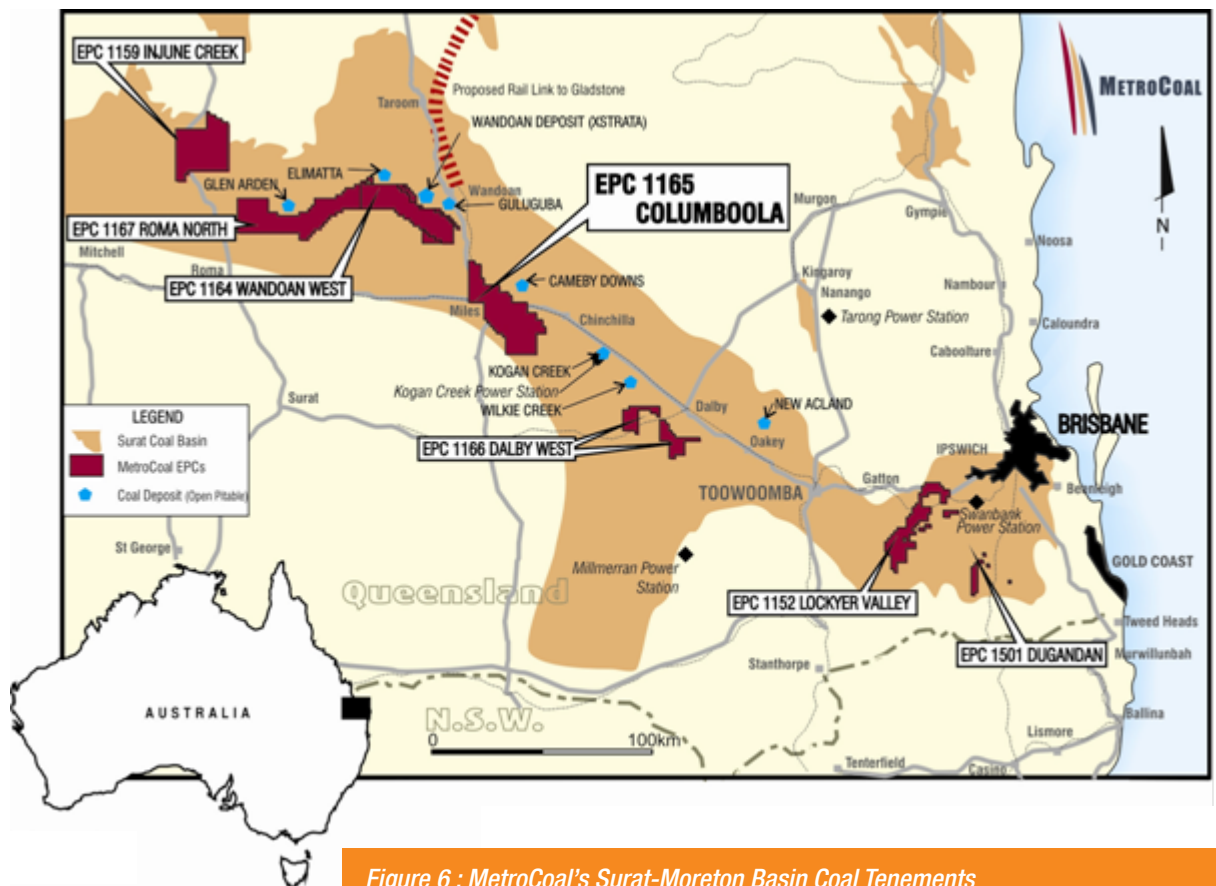 EPC 1159 INJUNE CREEK
METROCOAL
Proposed Rail Link to Gladstone
Taroom
WANDOAN DEPOSIT (XSTRATA)
ELIMATTA
GLEN ARDEN
Wandoan
GULUGUBA
EPC 1165
COLUMBOOLA
Murgon
Gympie
N
EPC 1167 ROMA NORTH
Noosa
Mitchell
Roma
EPC 1164 WANDOAN WEST
CAMEBY DOWNS
Kingaroy
Nanango
Nambour
Miles
Chinchilla
Tarong Power Station
Caloundra
Caboolture
KOGAN CREEK
Kogan Creek Power Station
WILKIE CREEK
Surat
Dalby
NEW ACLAND
LEGEND
Surat Coal Basin
MetroCoal EPCs
Coal Deposit (Open Pitable)
BRISBANE
Oakey
EPC 1166 DALBY WEST
IPSWICH
Gatton
Beenleigh
TOOWOOMBA
Swanbank
Power Station
St George
Millmerran Power
Station
GOLD COAST
Queensland
EPC 1152 LOCKYER VALLEY
Tweed Heads
EPC 1501 DUGANDAN
Murwillunbah
Stanthorpe
AUSTRALIA
N.S.W.
Ballina
0 100km
Lismore
Tenterfield
Casino
Figure 6 : MetroCoal's Surat-Moreton Basin Coal Tenements